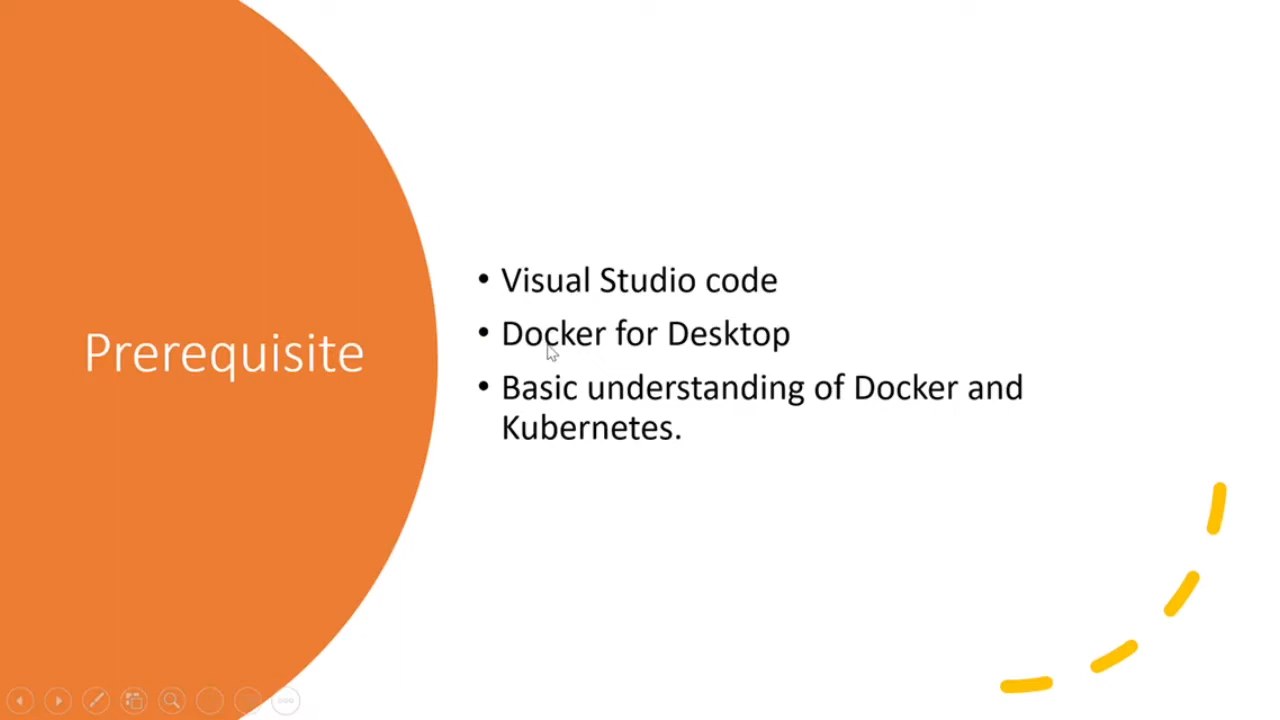 Prerequisite
• Visual Studio code
• Docker for Desktop
• Basic understanding of Docker and
Kubernetes.